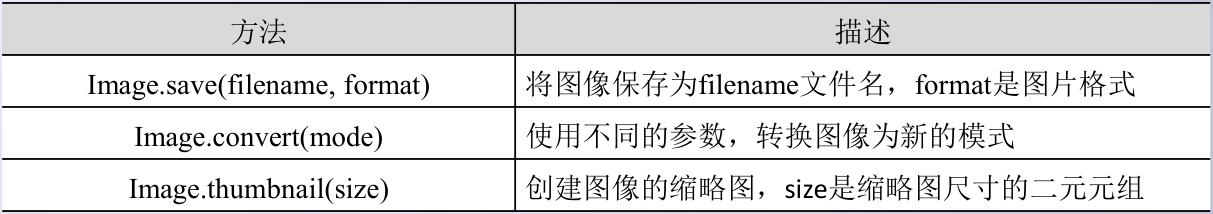 方法 描述
Image.save(filename, format) 将图像保存为filename文件名，format是图片格式
Image.convert(mode) 使用不同的参数，转换图像为新的模式
Image.thumbnail(size) 创建图像的缩略图，size是缩略图尺寸的二元元组